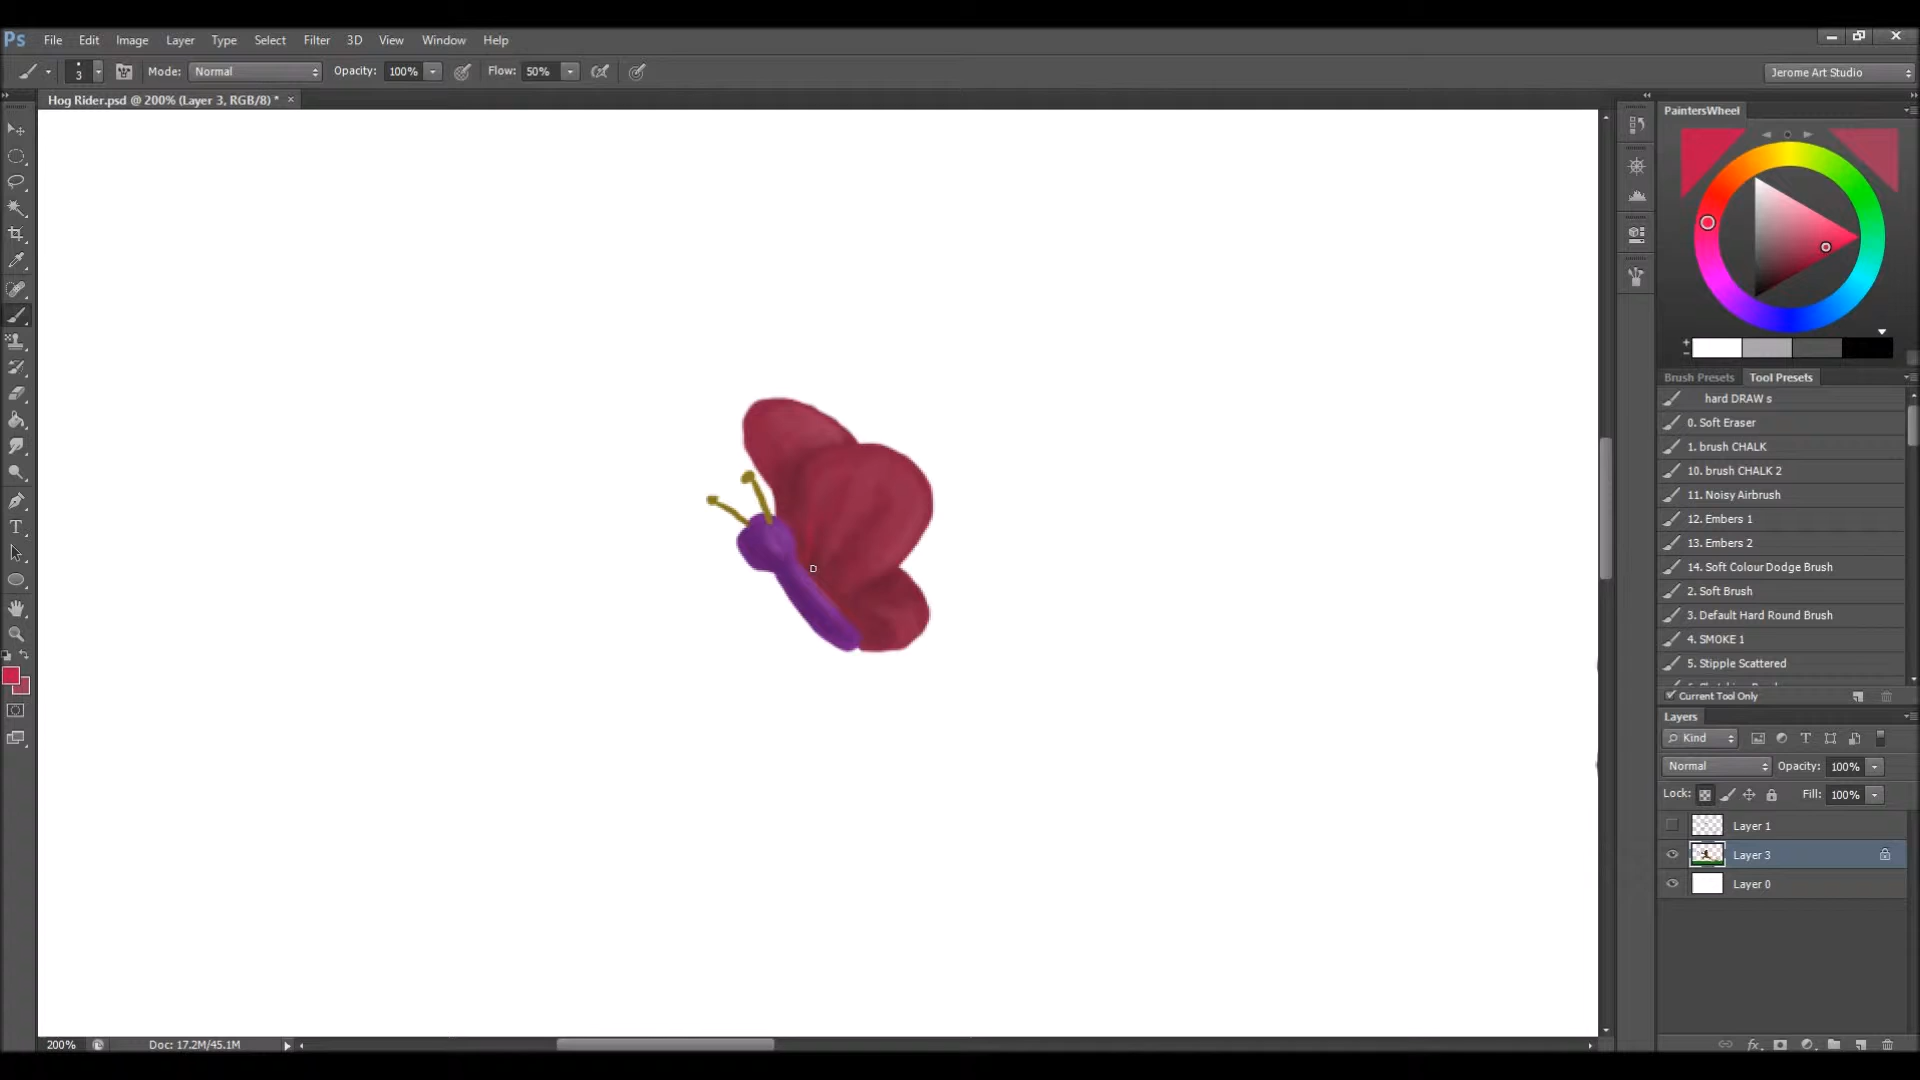 Ps File Edit Image Layer Type Select Filter 3D View Window Help
3 Mode: Normal Opacity: 100% Flow: 50% Jerome Art Studio
Hog Rider.psd @ 200% (Layer 3, RGB/8) * ×
PaintersWheel
Brush Presets Tool Presets
hard DRAW s
0. Soft Eraser
1. brush CHALK
10. brush CHALK 2
11. Noisy Airbrush
12. Embers 1
13. Embers 2
14. Soft Colour Dodge Brush
2. Soft Brush
3. Default Hard Round Brush
4. SMOKE 1
5. Stipple Scattered
Current Tool Only
Layers
Kind
Normal Opacity: 100%
Lock: Fill: 100%
Layer 1
Layer 3
Layer 0
200% Doc: 17.2M/45.1M